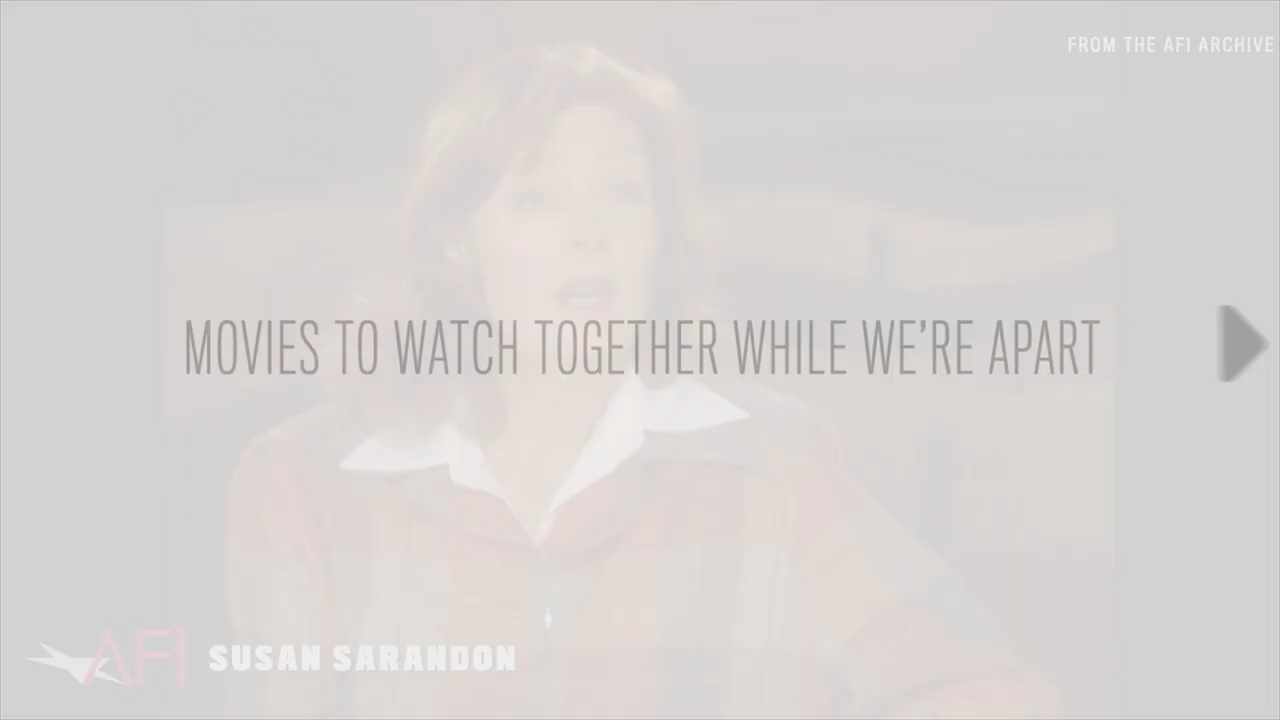 FROM THE AFI ARCHIVE
MOVIES TO WATCH TOGETHER WHILE WE'RE APART
AFI SUSAN SARANDON